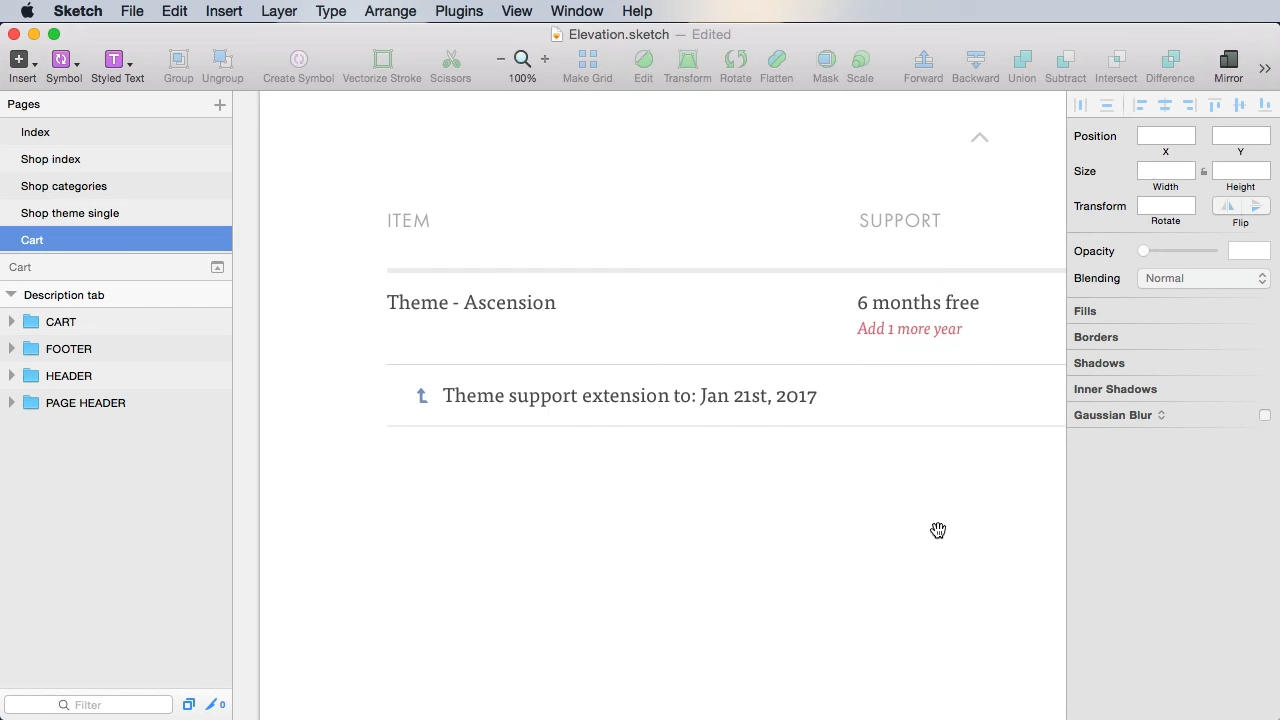 Sketch File Edit Insert Layer Type Arrange Plugins View Window Help
Elevation.sketch — Edited
Insert Symbol Styled Text Group Ungroup Create Symbol Vectorize Stroke Scissors 100% Make Grid Edit Transform Rotate Flatten Mask Scale Forward Backward Union Subtract Intersect Difference Mirror
Pages
Index
Shop index
Shop categories
Shop theme single
Cart
Cart
Description tab
CART
FOOTER
HEADER
PAGE HEADER
Filter
0
ITEM SUPPORT
Theme - Ascension 6 months free
Add 1 more year
Theme support extension to: Jan 21st, 2017
Position
X Y
Size
Width Height
Transform
Rotate Flip
Opacity
Blending Normal
Fills
Borders
Shadows
Inner Shadows
Gaussian Blur